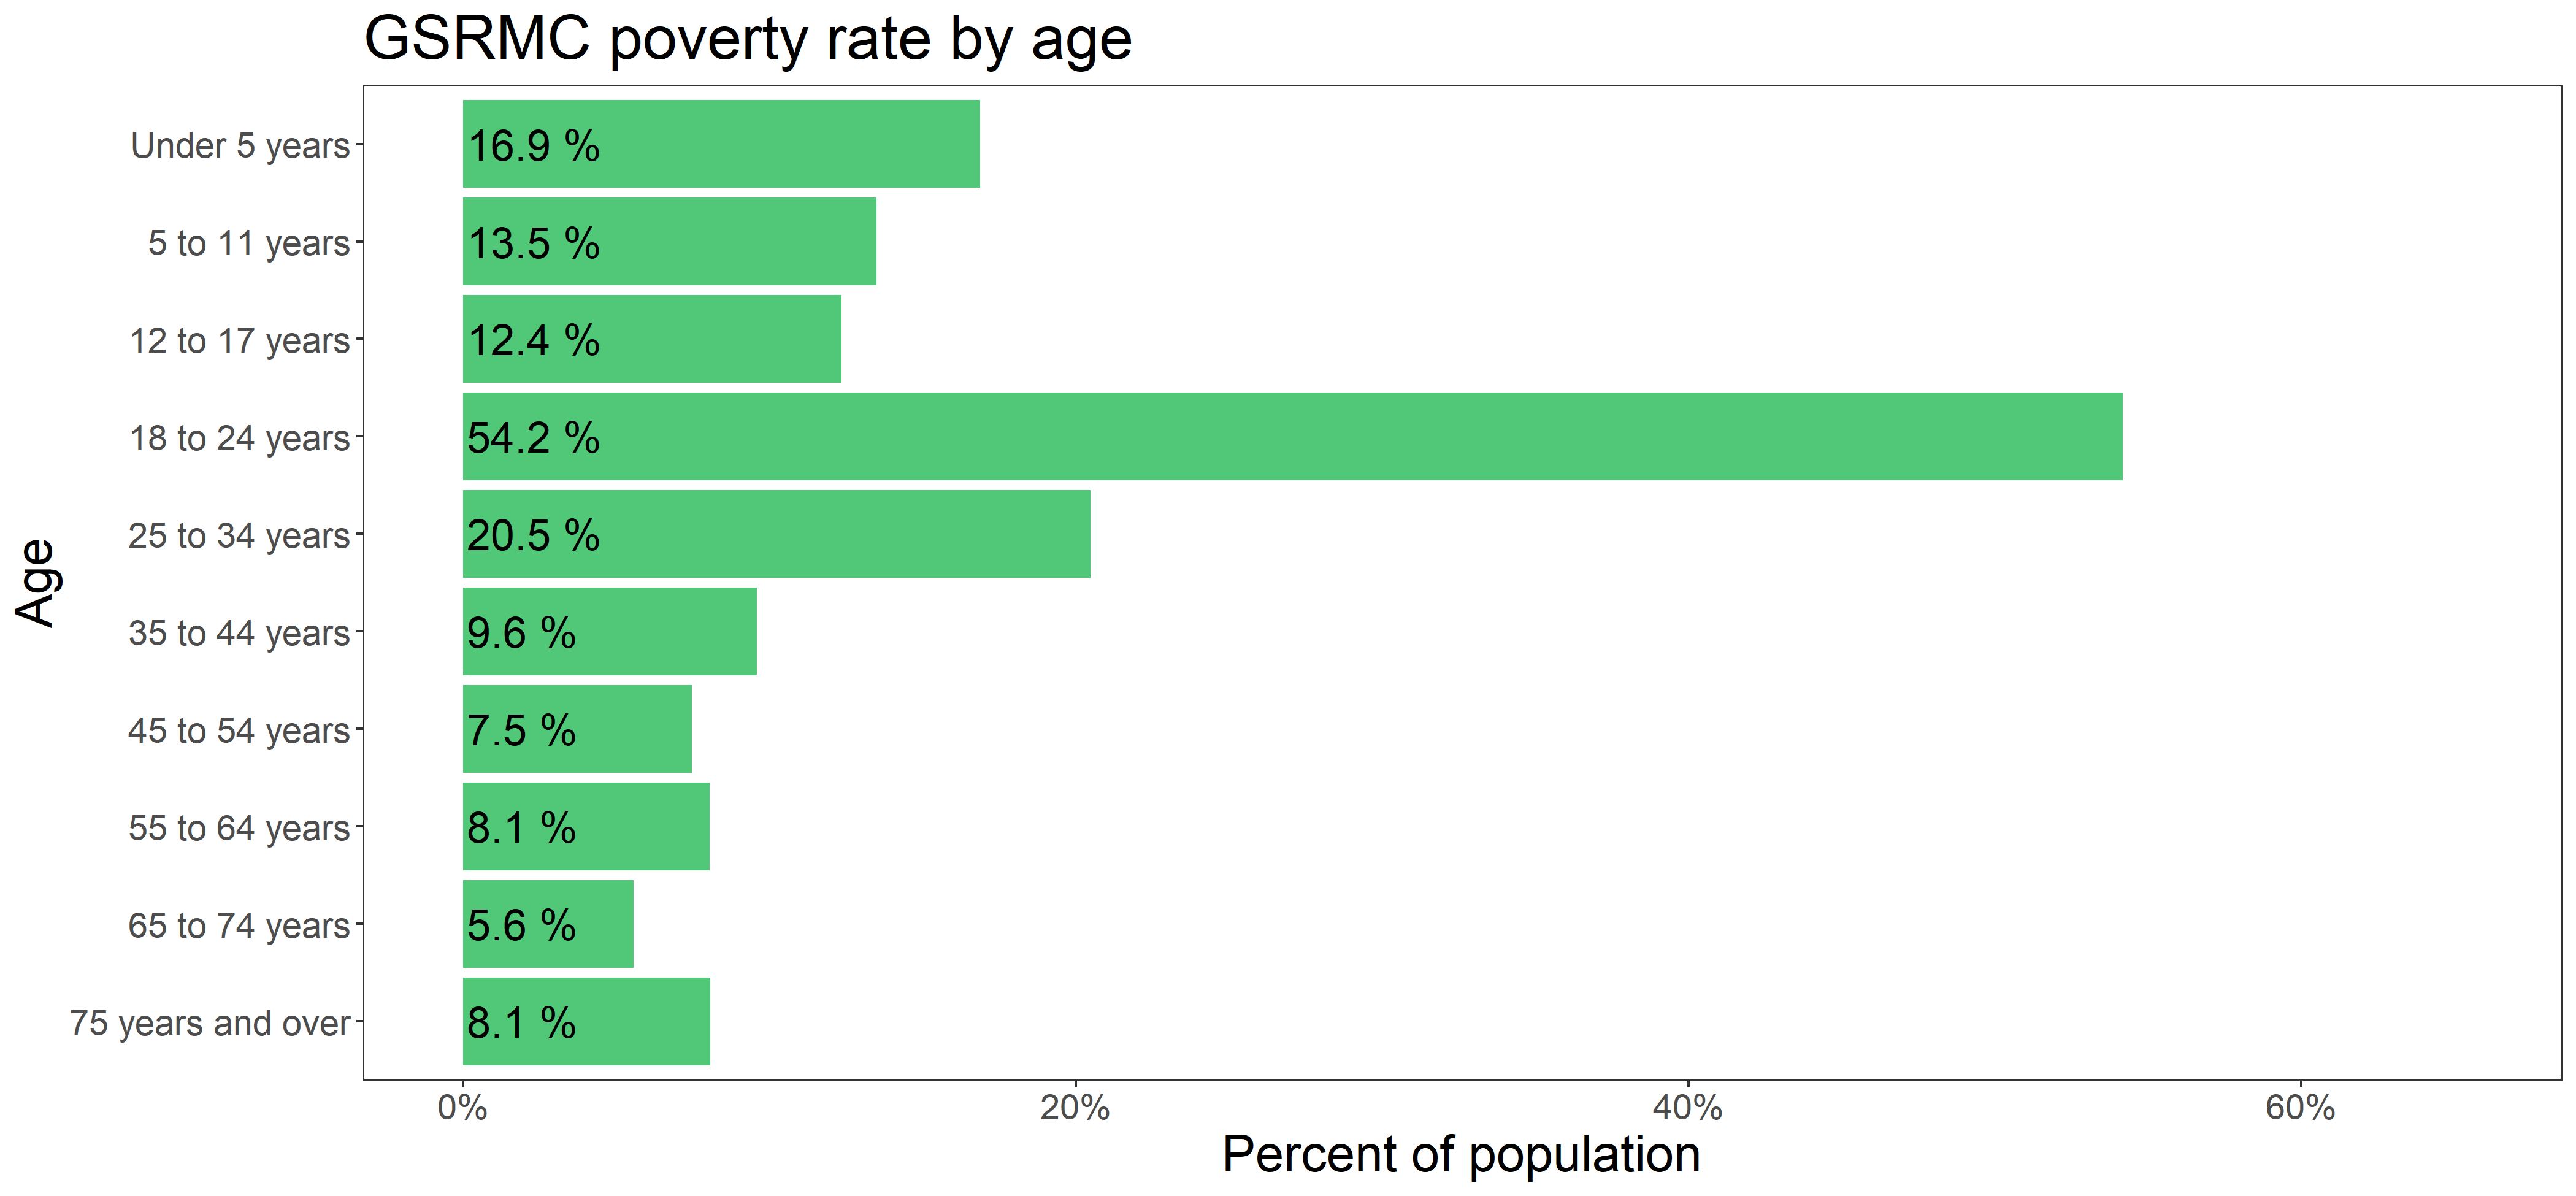 GSRMC poverty rate by age
Under 5 years 16.9 %
5 to 11 years 13.5 %
12 to 17 years 12.4 %
18 to 24 years 54.2 %
25 to 34 years 20.5 %
35 to 44 years 9.6 %
45 to 54 years 7.5 %
55 to 64 years 8.1 %
65 to 74 years 5.6 %
75 years and over 8.1 %
Age
0% 20% 40% 60%
Percent of population